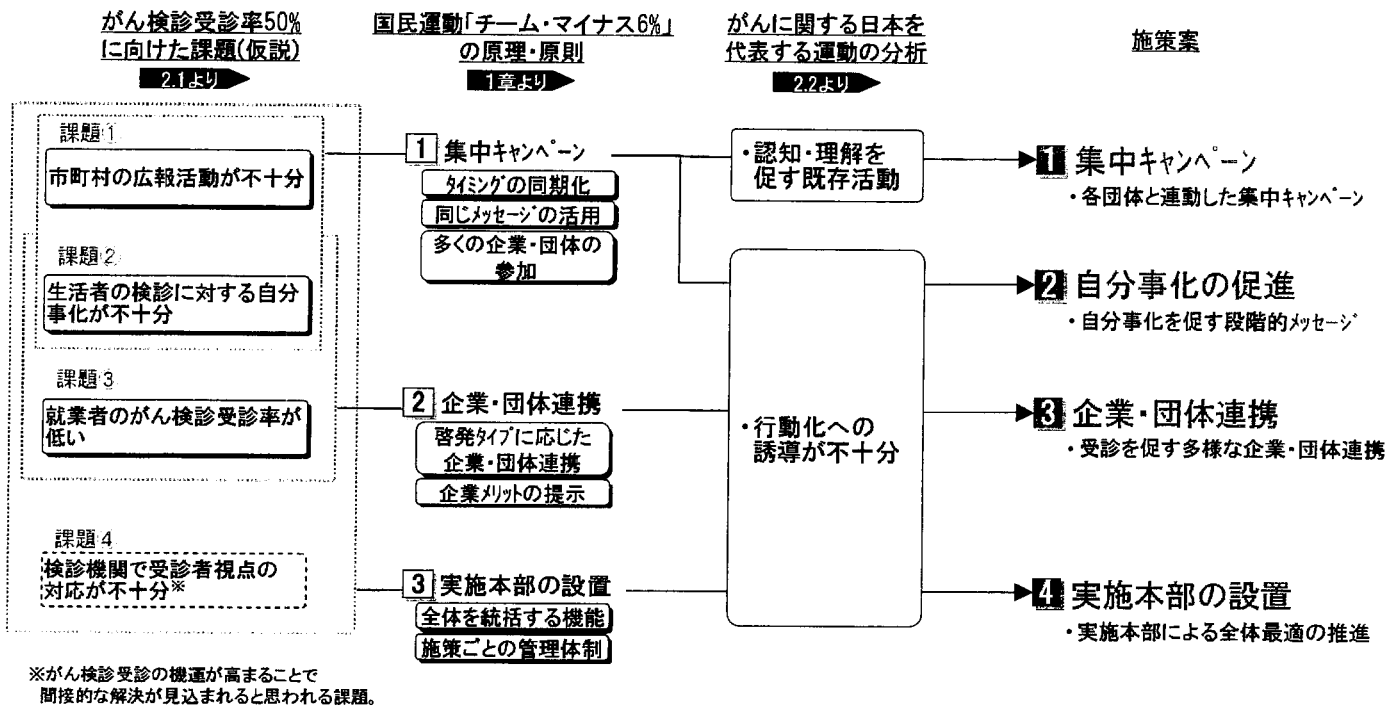 がん検診受診率50%
に向けた課題(仮説)
2.1より
国民運動「チーム・マイナス6%」
の原理・原則
1章より
がんに関する日本を
代表する運動の分析
2.2より
施策案
課題①
市町村の広報活動が不十分
課題②
生活者の検診に対する自分
事化が不十分
課題③
就業者のがん検診受診率が
低い
課題4
検診機関で受診者視点の
対応が不十分※
※がん検診受診の機運が高まることで
間接的な解決が見込まれると思われる課題。
1 集中キャンペーン
タイミングの同期化
同じメッセージの活用
多くの企業・団体の
参加
2 企業・団体連携
啓発タイプに応じた
企業・団体連携
企業メリットの提示
3 実施本部の設置
全体を統括する機能
施策ごとの管理体制
・認知・理解を
促す既存活動
・行動化への
誘導が不十分
1 集中キャンペーン
・各団体と連動した集中キャンペーン
2 自分事化の促進
・自分事化を促す段階的メッセージ
3 企業・団体連携
・受診を促す多様な企業・団体連携
4 実施本部の設置
・実施本部による全体最適の推進